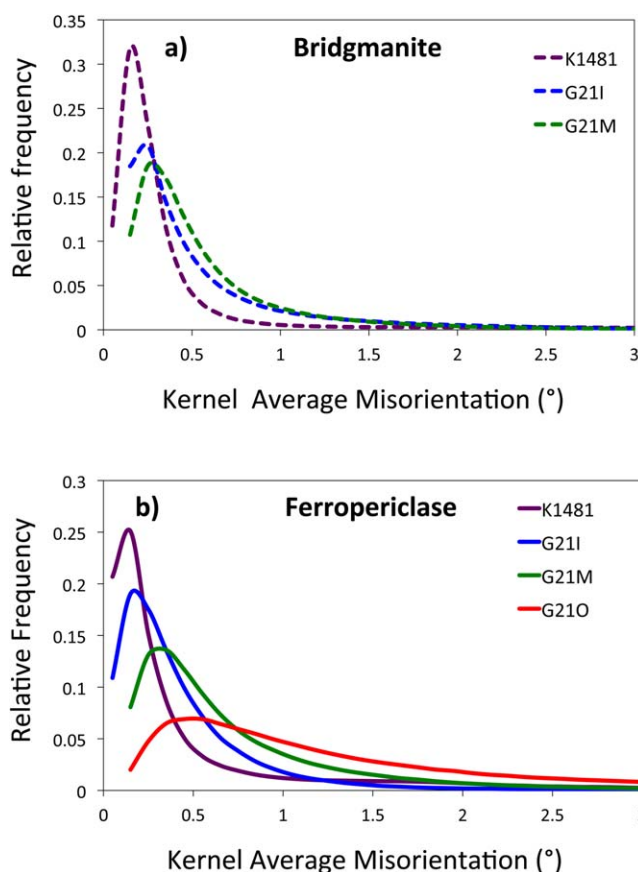 a) Bridgmanite
0.35
0.3
0.25
0.2
0.15
0.1
0.05
0
Relative frequency
K1481
G21I
G21M
0 0.5 1 1.5 2 2.5 3
Kernel Average Misorientation (°)
b) Ferropericlase
0.3
0.25
0.2
0.15
0.1
0.05
0
Relative Frequency
K1481
G21I
G21M
G21O
0 0.5 1 1.5 2 2.5
Kernel Average Misorientation (°)